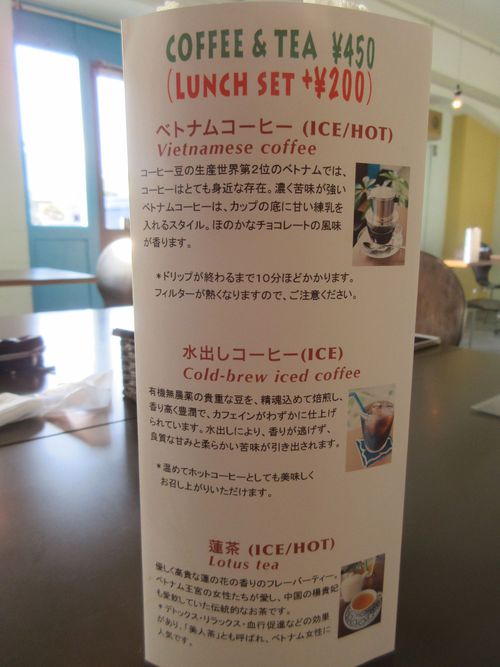 COFFEE & TEA ¥450
(LUNCH SET +¥200)
ベトナムコーヒー (ICE/HOT)
Vietnamese coffee
コーヒー豆の生産世界第2位のベトナムでは、
コーヒーはとても身近な存在。濃く苦味が強い
ベトナムコーヒーは、カップの底に甘い練乳を
入れるスタイル。ほのかなチョコレートの風味
が香ります。
*ドリップが終わるまで10分ほどかかります。
フィルターが熱くなりますので、ご注意ください。
水出しコーヒー(ICE)
Cold-brew iced coffee
有機無農薬の貴重な豆を、精魂込めて焙煎し、
香り高く豊潤で、カフェインがわずかに仕上げ
られています。水出しにより、香りが逃げず、
良質な甘みと柔らかい苦味が引き出されます。
*温めてホットコーヒーとしても美味しく
お召し上がりいただけます。
蓮茶 (ICE/HOT)
Lotus tea
優しく高貴な蓮の花の香りのフレーバーティー。
ベトナム王宮の女性たちが愛し、中国の楊貴妃
も愛飲していた伝統的なお茶です。
*デトックス・リラックス・血行促進などの効果
があり、「美人茶」とも呼ばれ、ベトナム女性に
人気です。